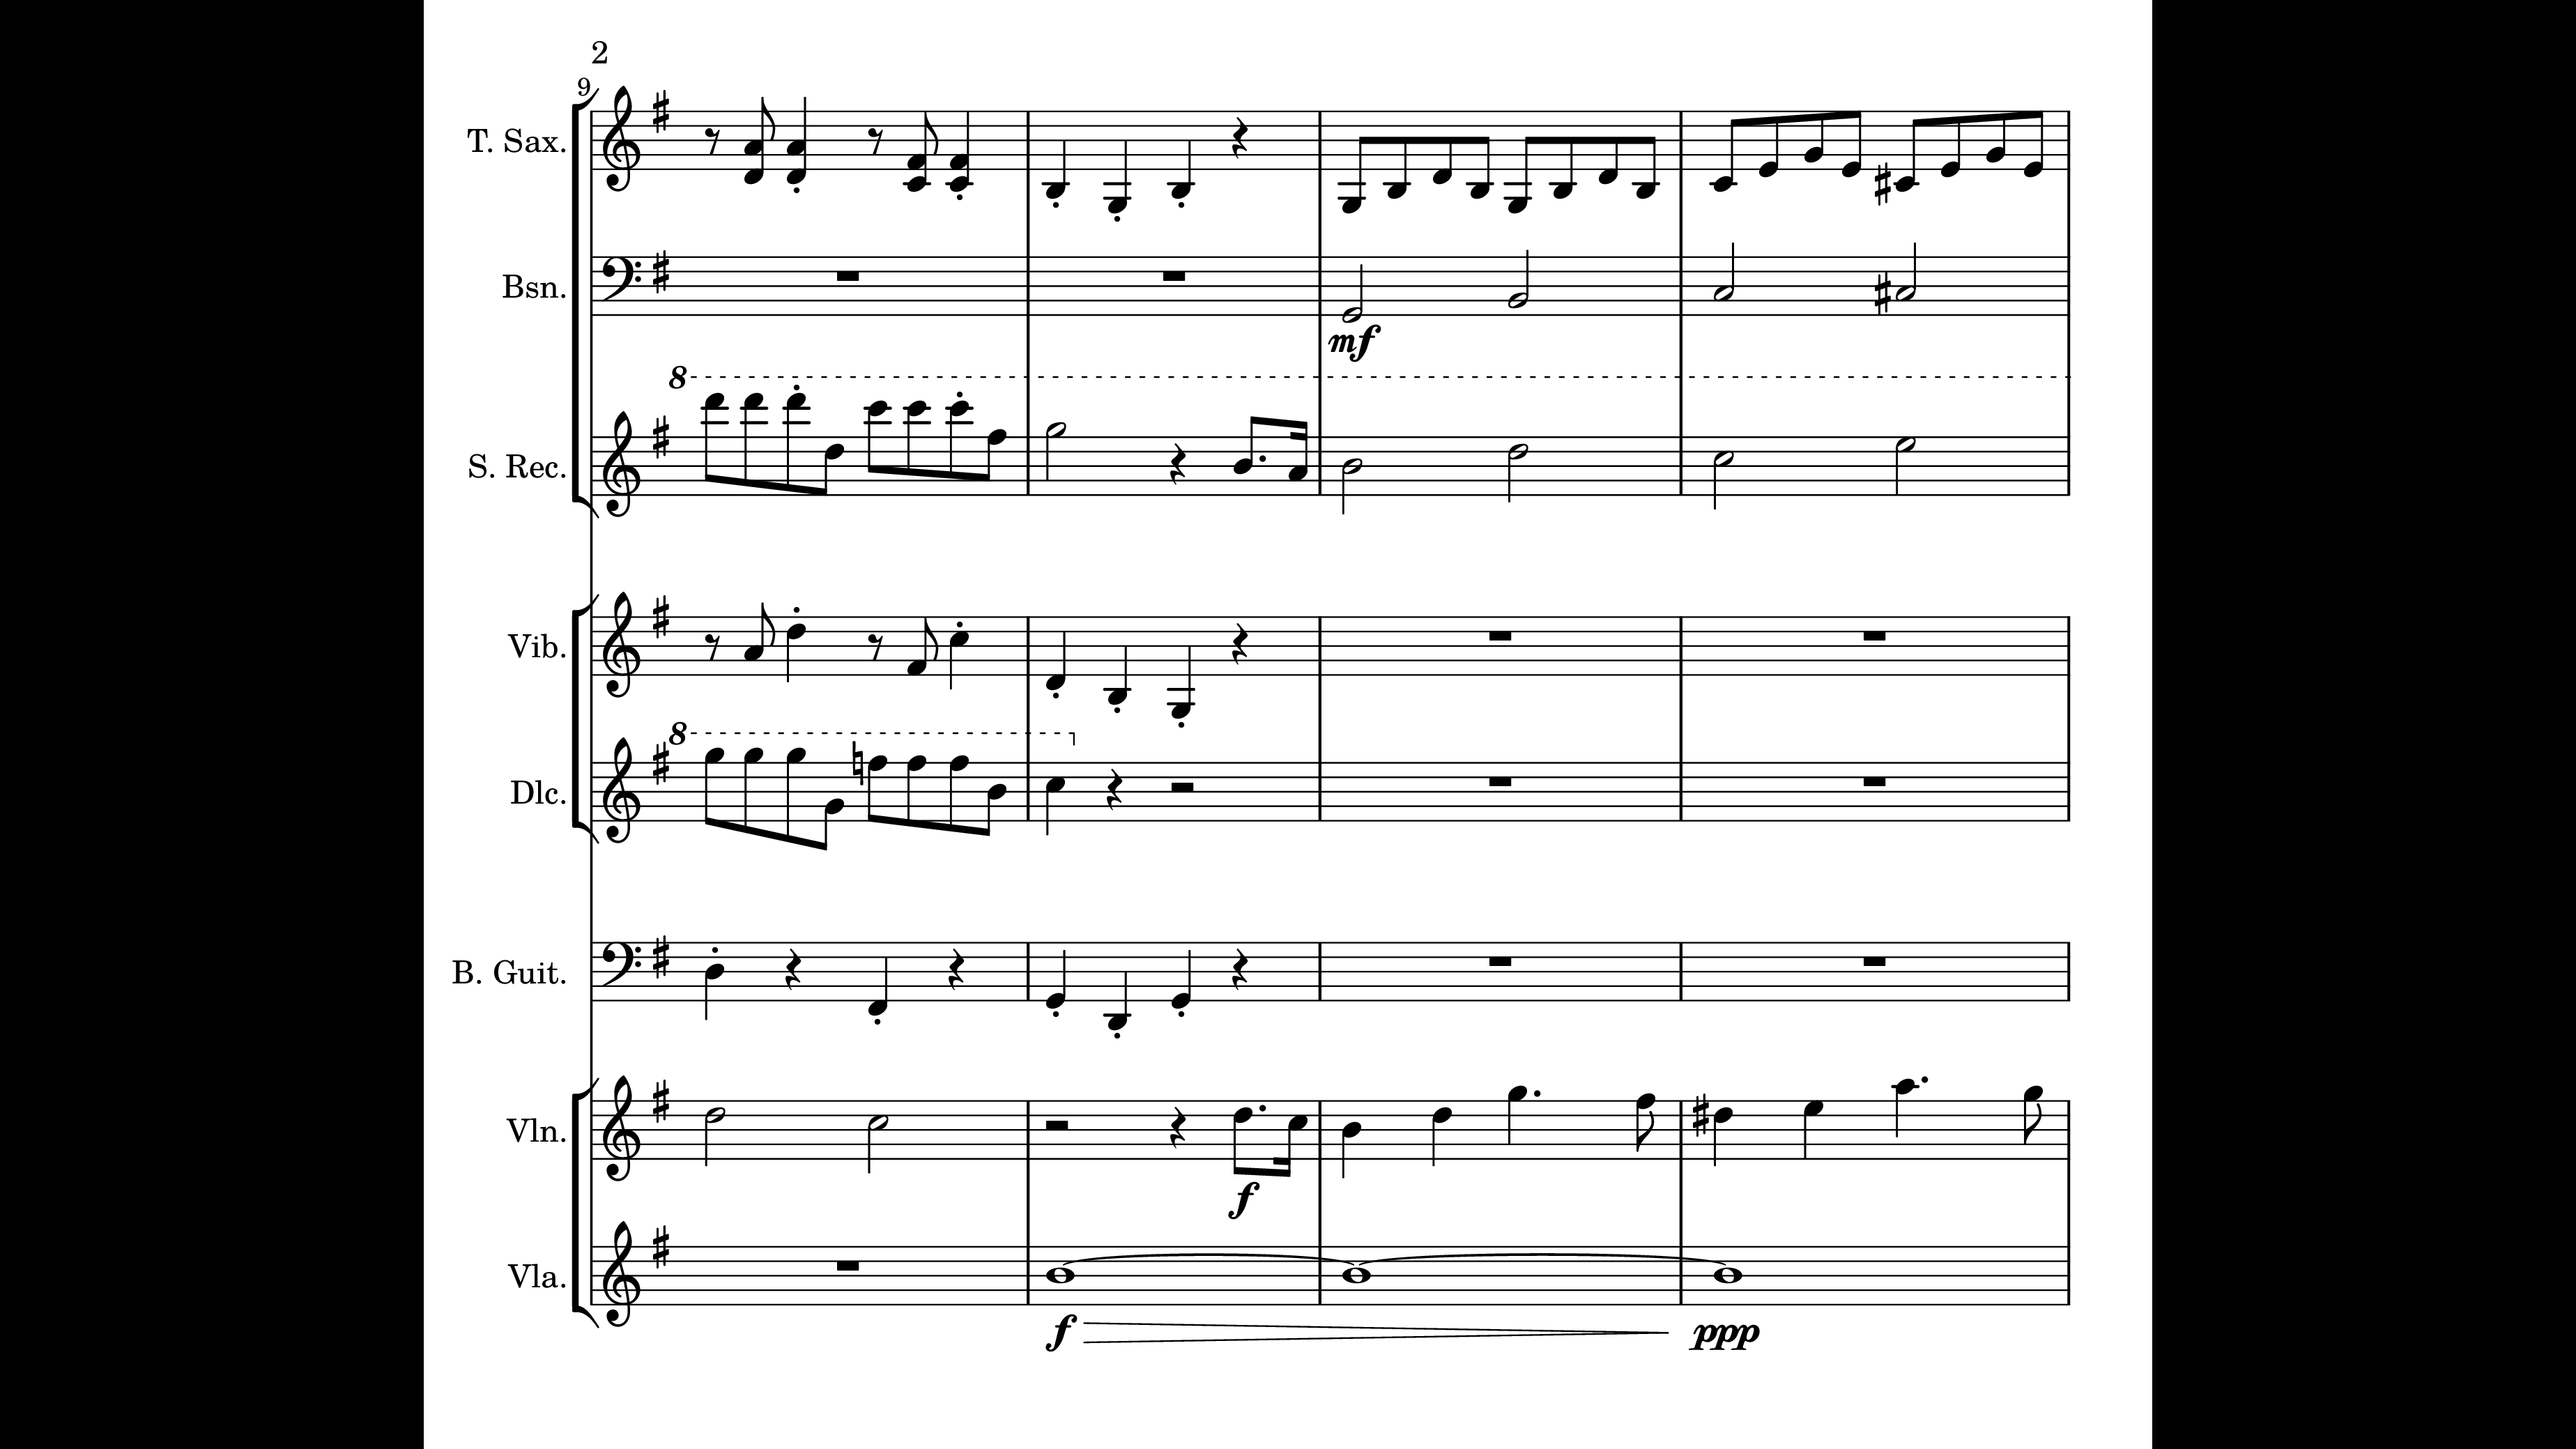 2
9
T. Sax.
Bsn.
mf
8
S. Rec.
Vib.
8
Dlc.
B. Guit.
Vln.
f
Vla.
f ppp